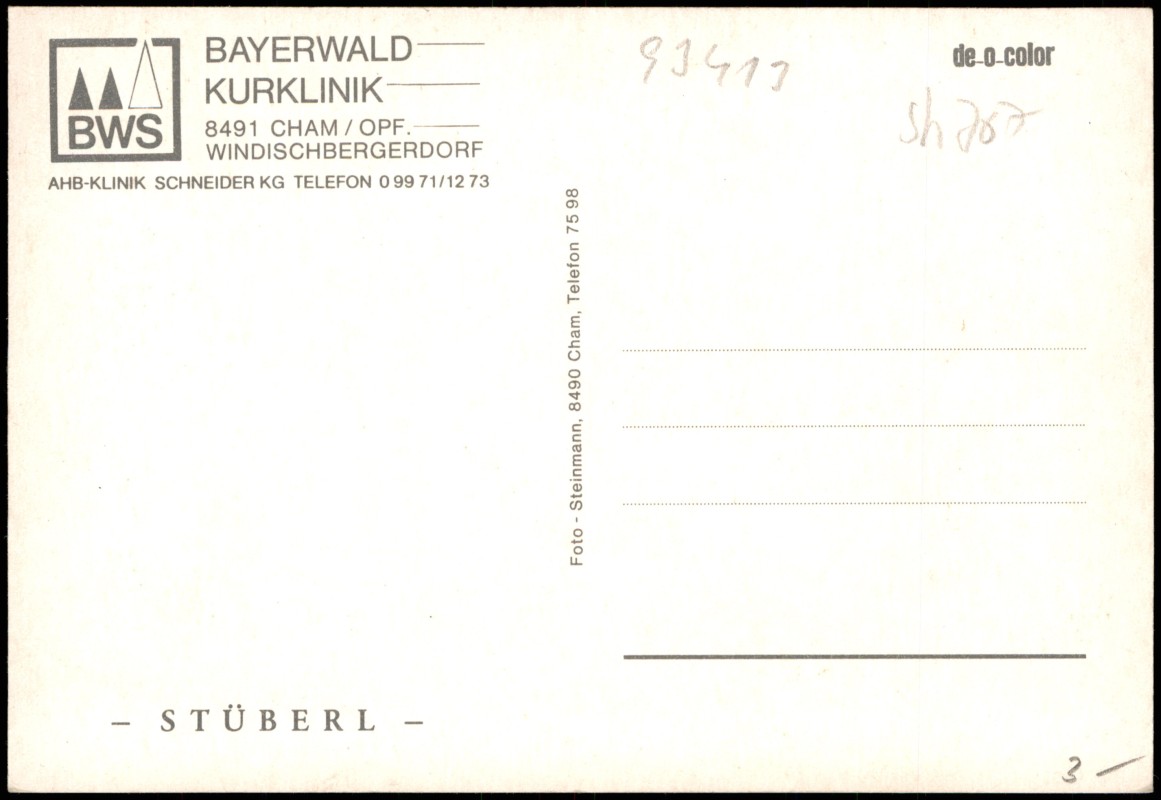 BWS
BAYERWALD
KURKLINIK
8491 CHAM / OPF.
WINDISCHBERGERDORF
AHB-KLINIK SCHNEIDER KG TELEFON 0 99 71/12 73
93413
de-o-color
Foto - Steinmann, 8490 Cham, Telefon 75 98
– STÜBERL –
3 –